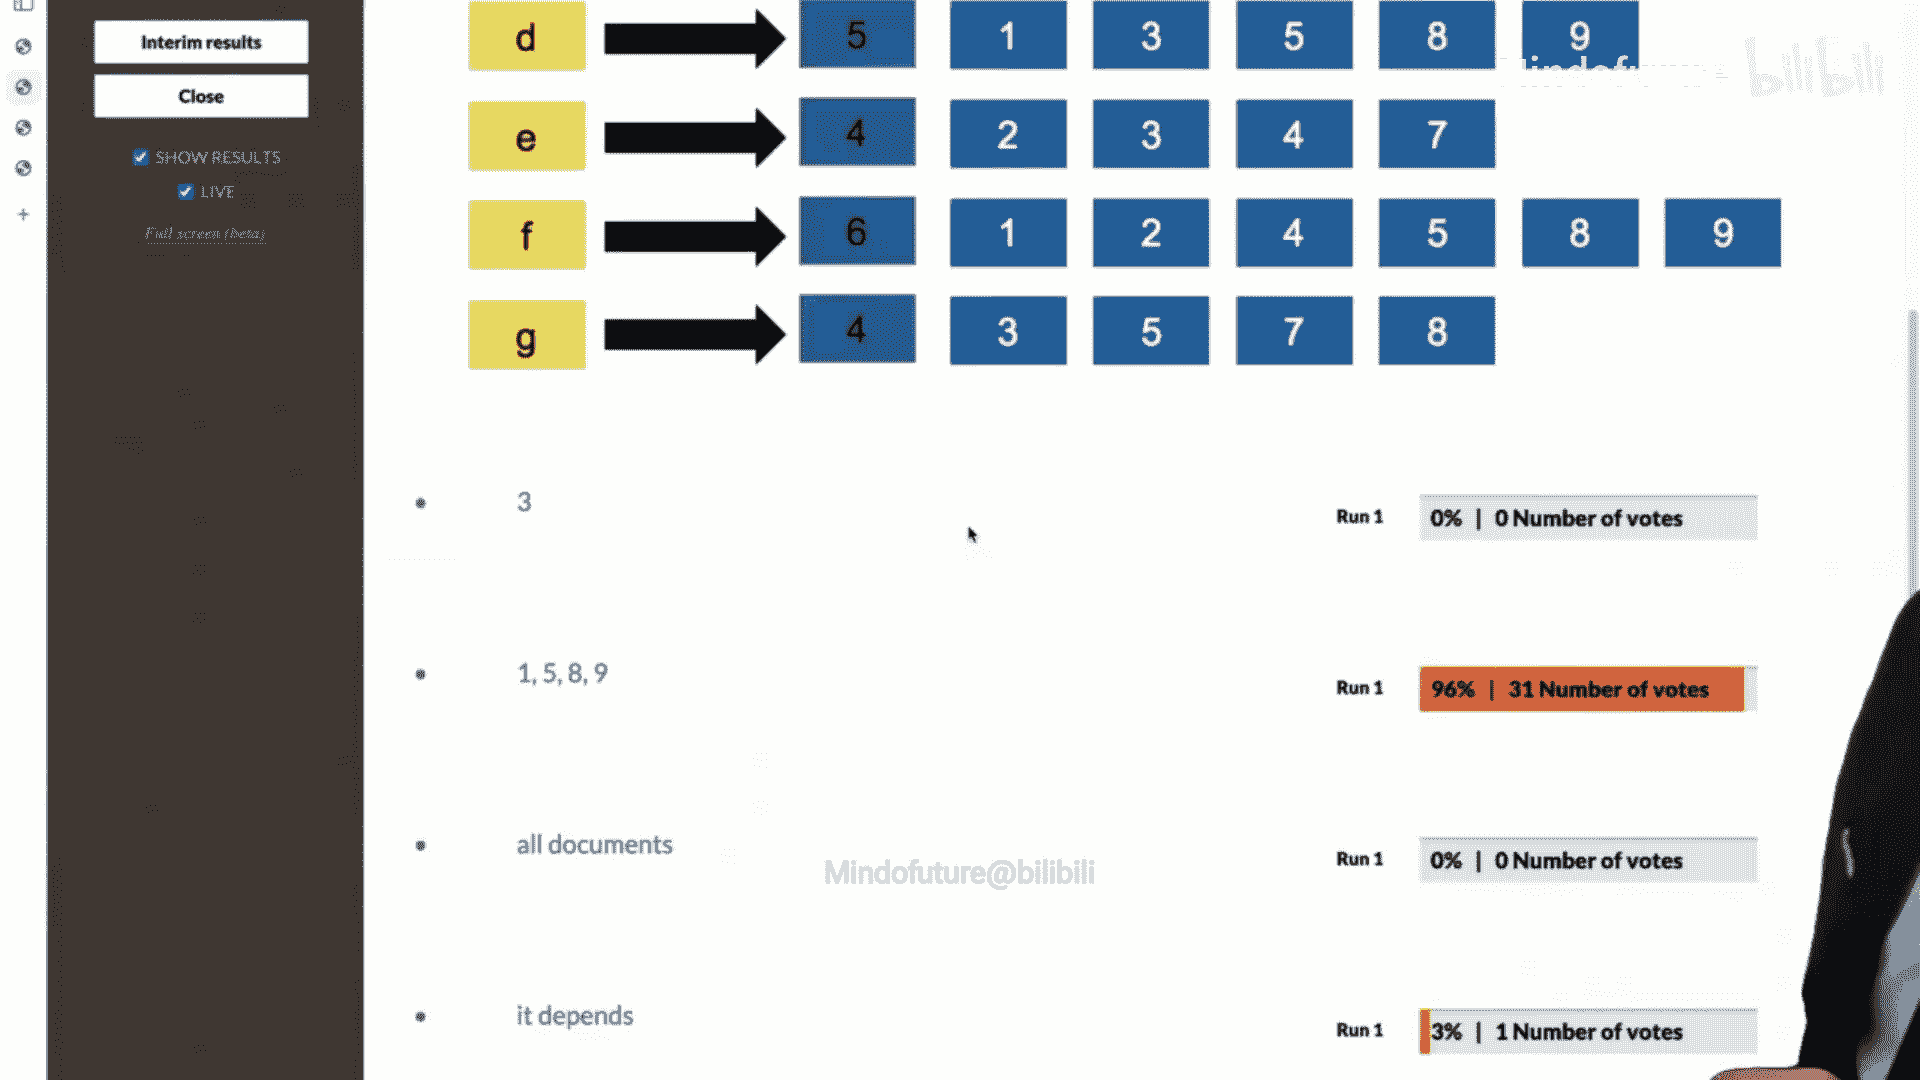 Interim results
Close
SHOW RESULTS
LIVE
Full screen (beta)
d 5 1 3 5 8 9
Mindofuture
bilibili
e 4 2 3 4 7
f 6 1 2 4 5 8 9
g 4 3 5 7 8
3 Run 1 0% | 0 Number of votes
1, 5, 8, 9 Run 1 96% | 31 Number of votes
all documents Run 1 0% | 0 Number of votes
Mindofuture@bilibili
it depends Run 1 3% | 1 Number of votes